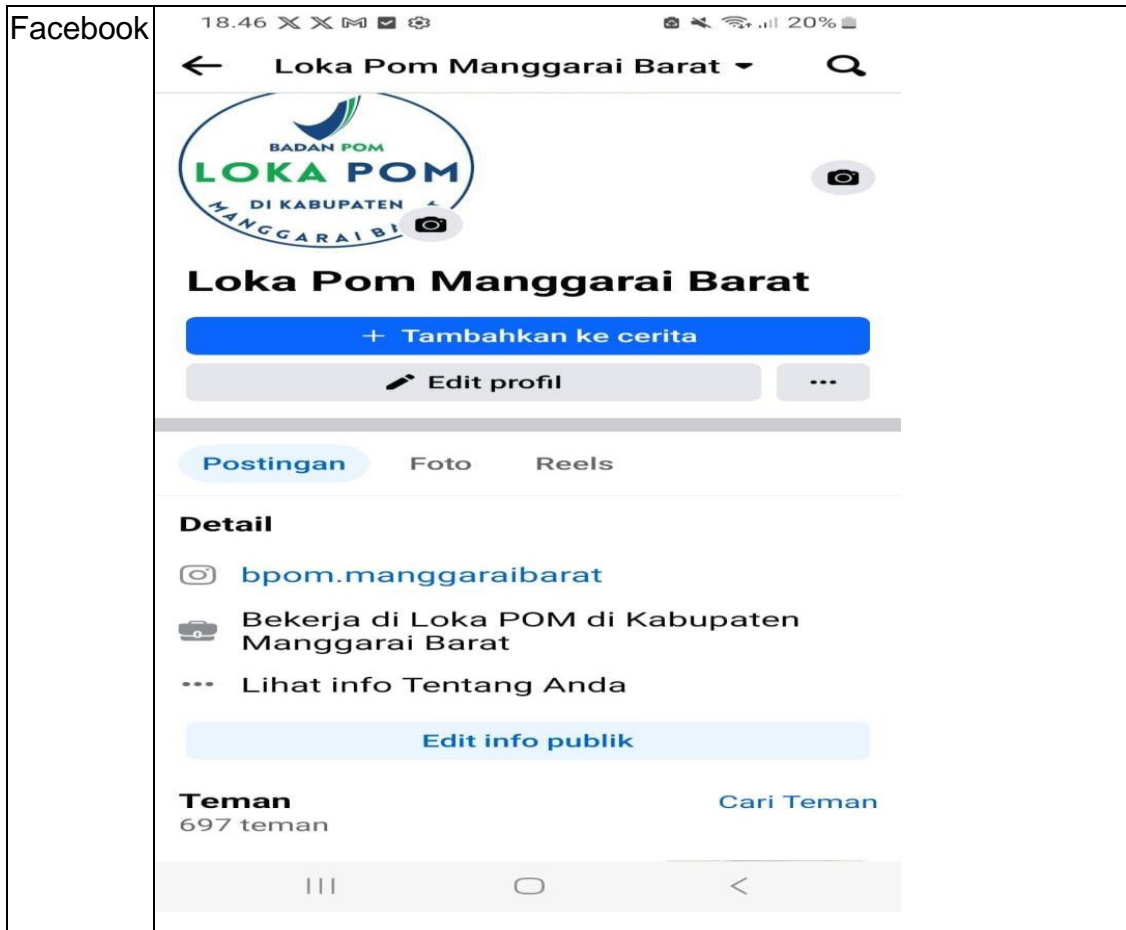 Facebook
18.46 20%
Loka Pom Manggarai Barat
BADAN POM
LOKA POM
DI KABUPATEN
Loka Pom Manggarai Barat
+ Tambahkan ke cerita
Edit profil
Postingan Foto Reels
Detail
bpom.manggaraibarat
Bekerja di Loka POM di Kabupaten
Manggarai Barat
Lihat info Tentang Anda
Edit info publik
Teman Cari Teman
697 teman